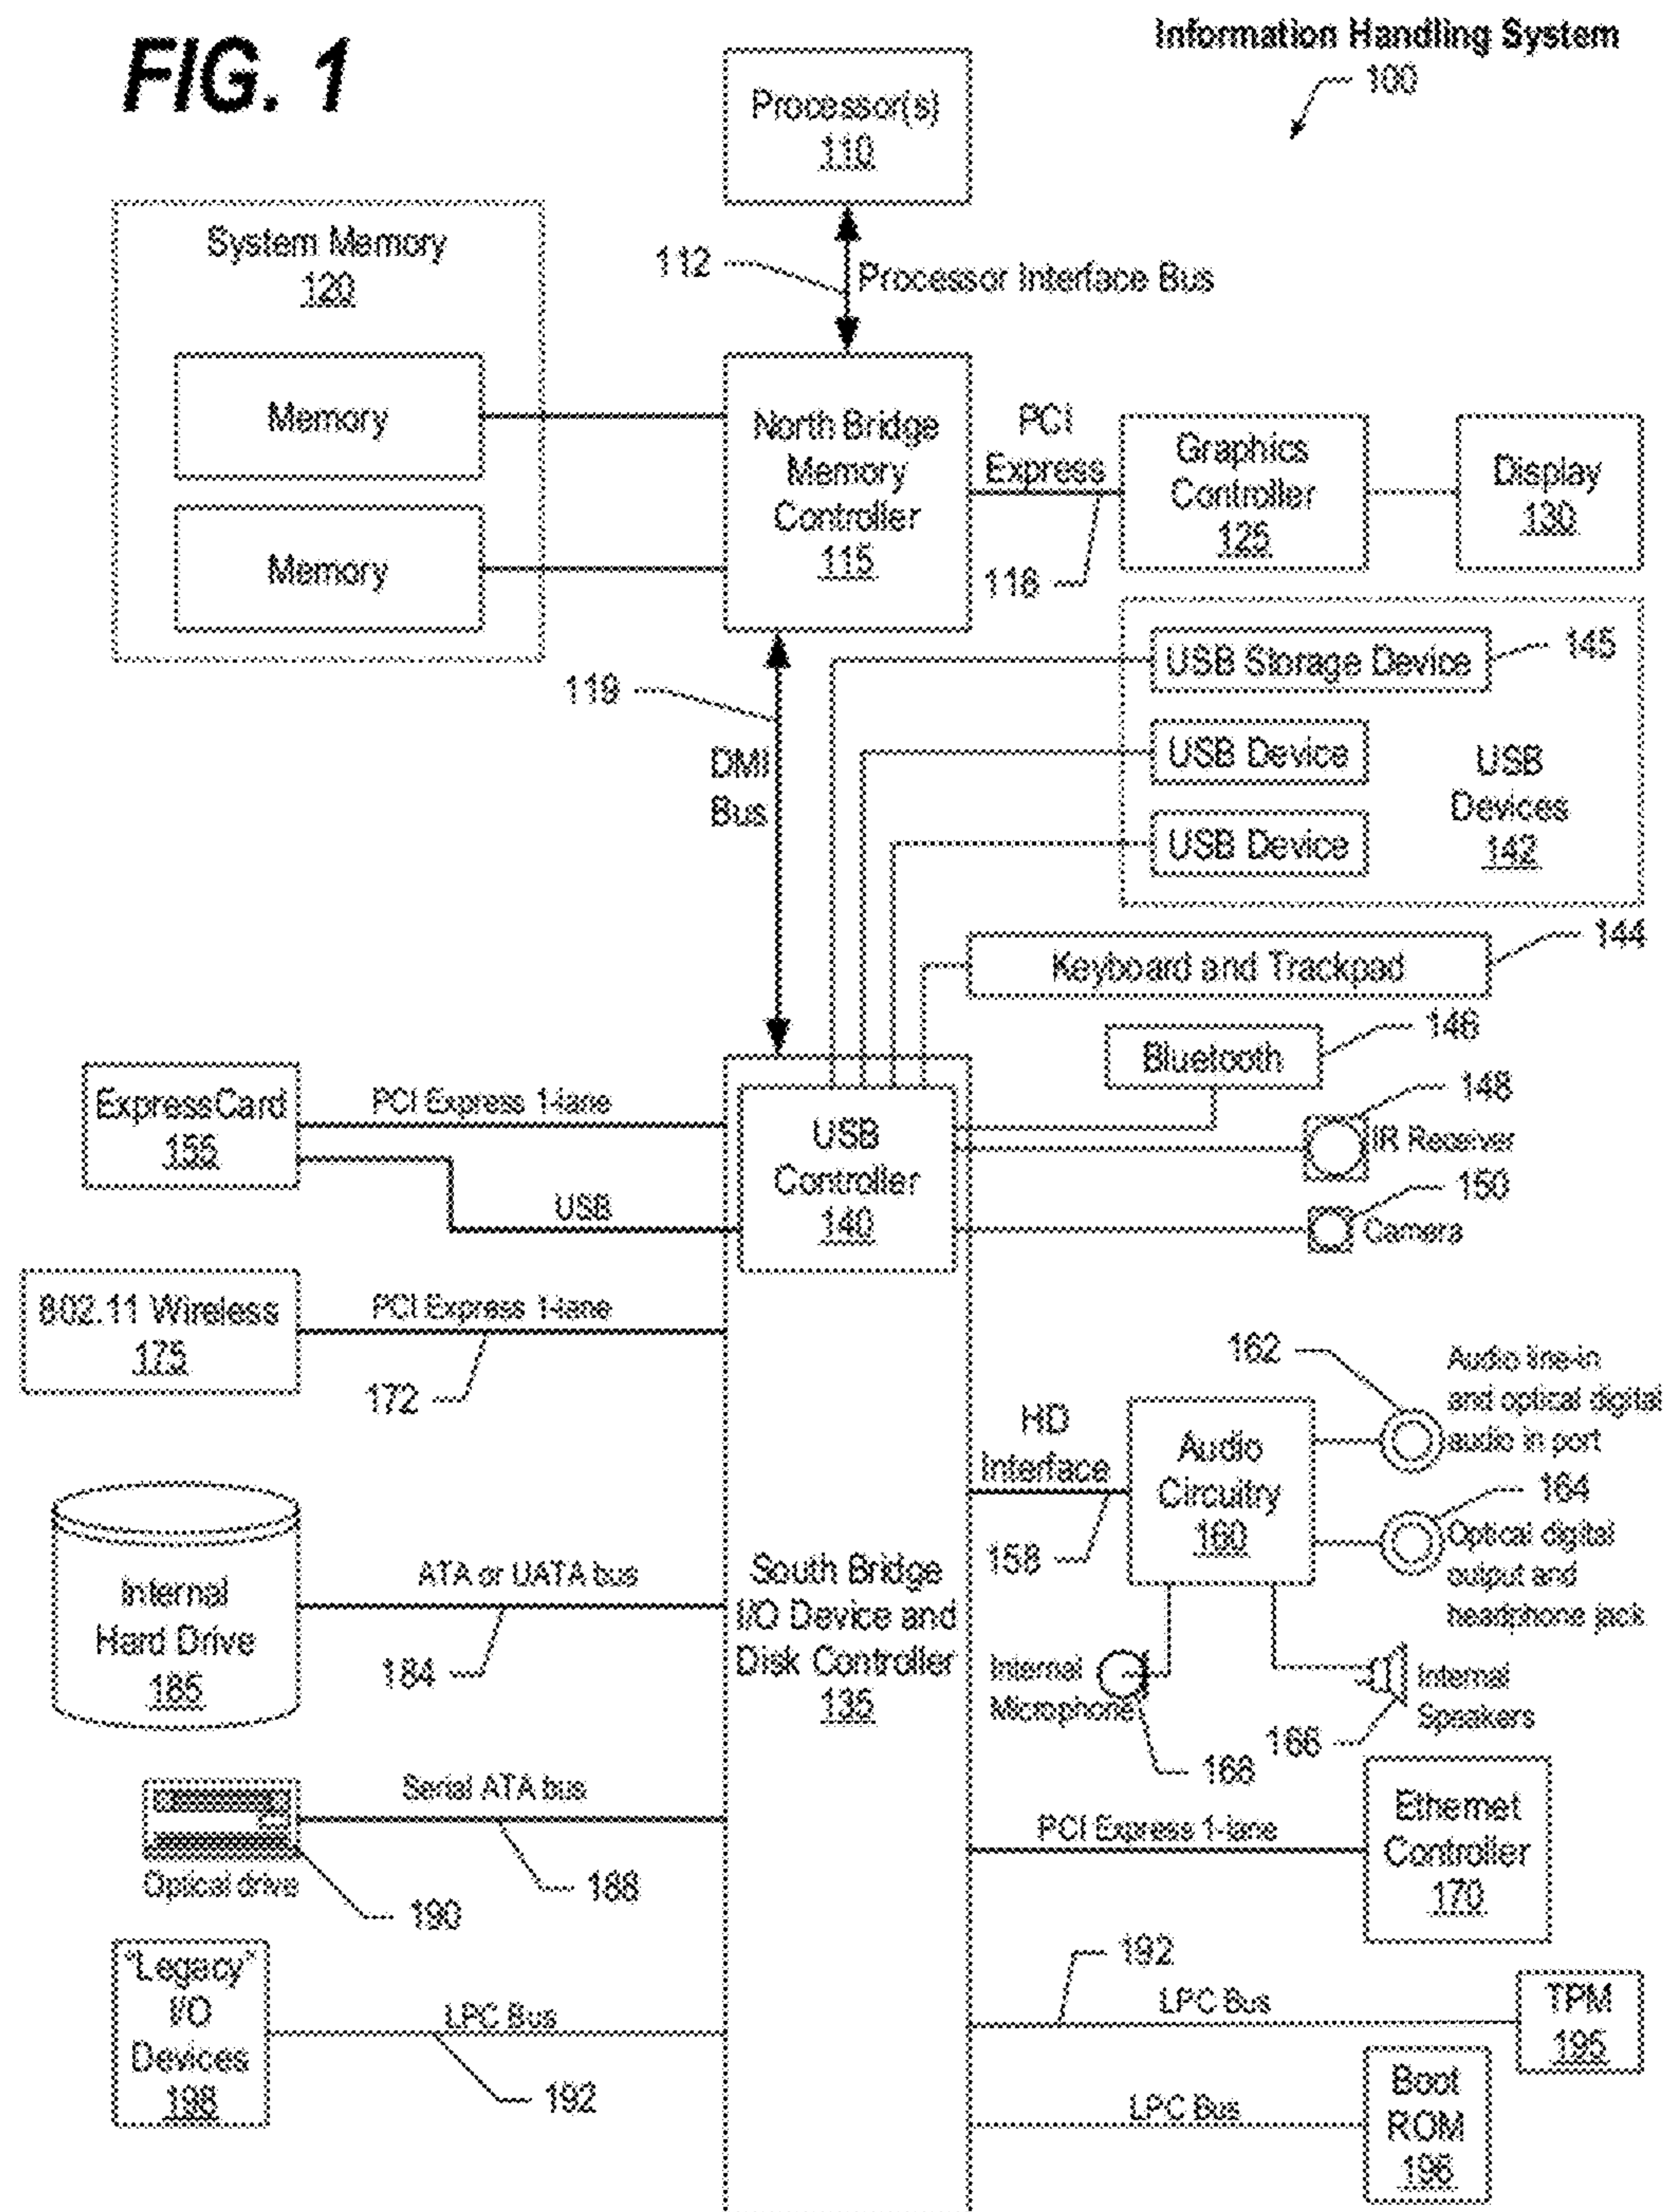 FIG. 1
Information Handling System
100
Processor(s)
110
System Memory
120
112
Processor Interface Bus
Memory
Memory
North Bridge
Memory
Controller
115
PCI
Express
118
Graphics
Controller
125
Display
130
119
DMI
Bus
USB Storage Device
145
USB Device
USB Device
USB
Devices
142
Keyboard and Trackpad
144
Bluetooth
146
148
IR Receiver
150
Camera
ExpressCard
155
PCI Express 1-lane
USB
USB
Controller
140
802.11 Wireless
175
PCI Express 1-lane
172
162
Audio line-in
and optical digital
audio in port
HD
Interface
158
Audio
Circuitry
160
164
Optical digital
output and
headphone jack
Internal
Hard Drive
185
ATA or UATA bus
184
South Bridge
I/O Device and
Disk Controller
135
Internal
Microphone
168
Internal
Speakers
166
Serial ATA bus
188
Optical drive
190
PCI Express 1-lane
Ethernet
Controller
170
"Legacy"
I/O
Devices
198
LPC Bus
192
192
LPC Bus
TPM
195
LPC Bus
Boot
ROM
196